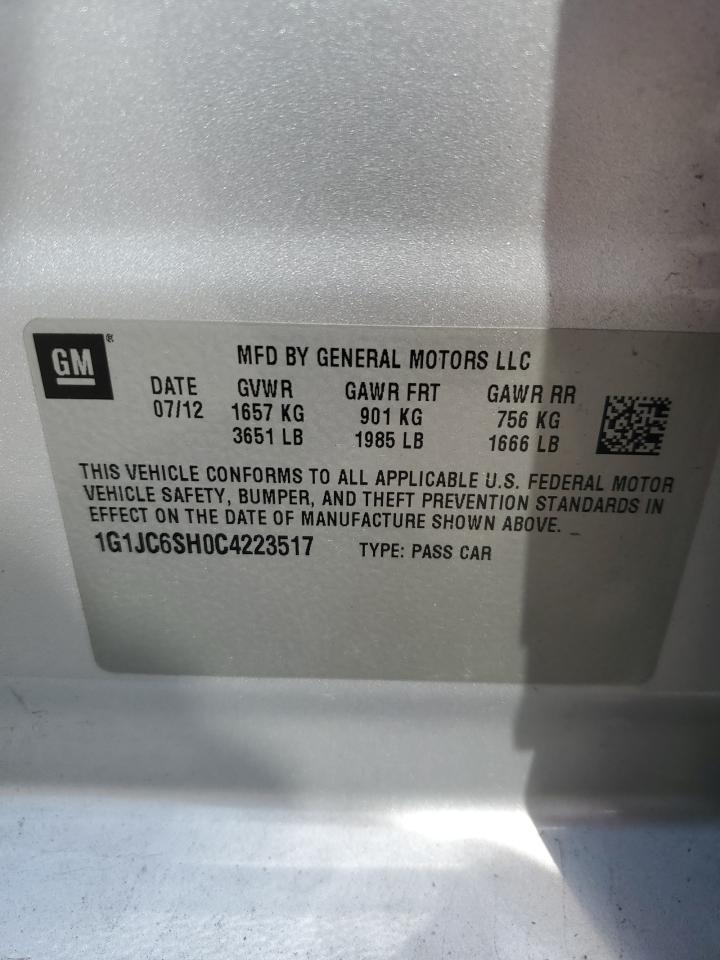 GM®
MFD BY GENERAL MOTORS LLC
DATE GVWR GAWR FRT GAWR RR
07/12 1657 KG 901 KG 756 KG
3651 LB 1985 LB 1666 LB
THIS VEHICLE CONFORMS TO ALL APPLICABLE U.S. FEDERAL MOTOR
VEHICLE SAFETY, BUMPER, AND THEFT PREVENTION STANDARDS IN
EFFECT ON THE DATE OF MANUFACTURE SHOWN ABOVE. _
1G1JC6SH0C4223517 TYPE: PASS CAR